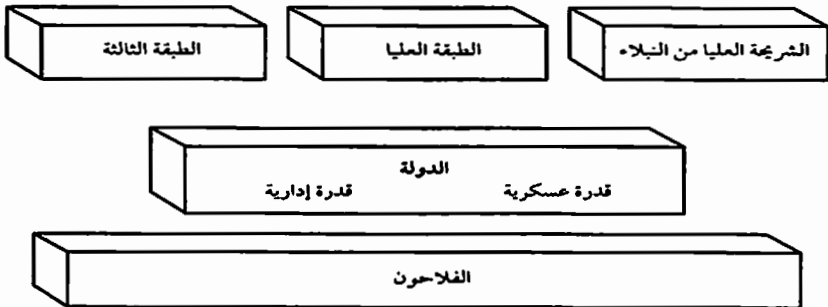 الشريحة العليا من النبلاء
الطبقة العليا
الطبقة الثالثة
الدولة
قدرة عسكرية
قدرة إدارية
الفلاحون